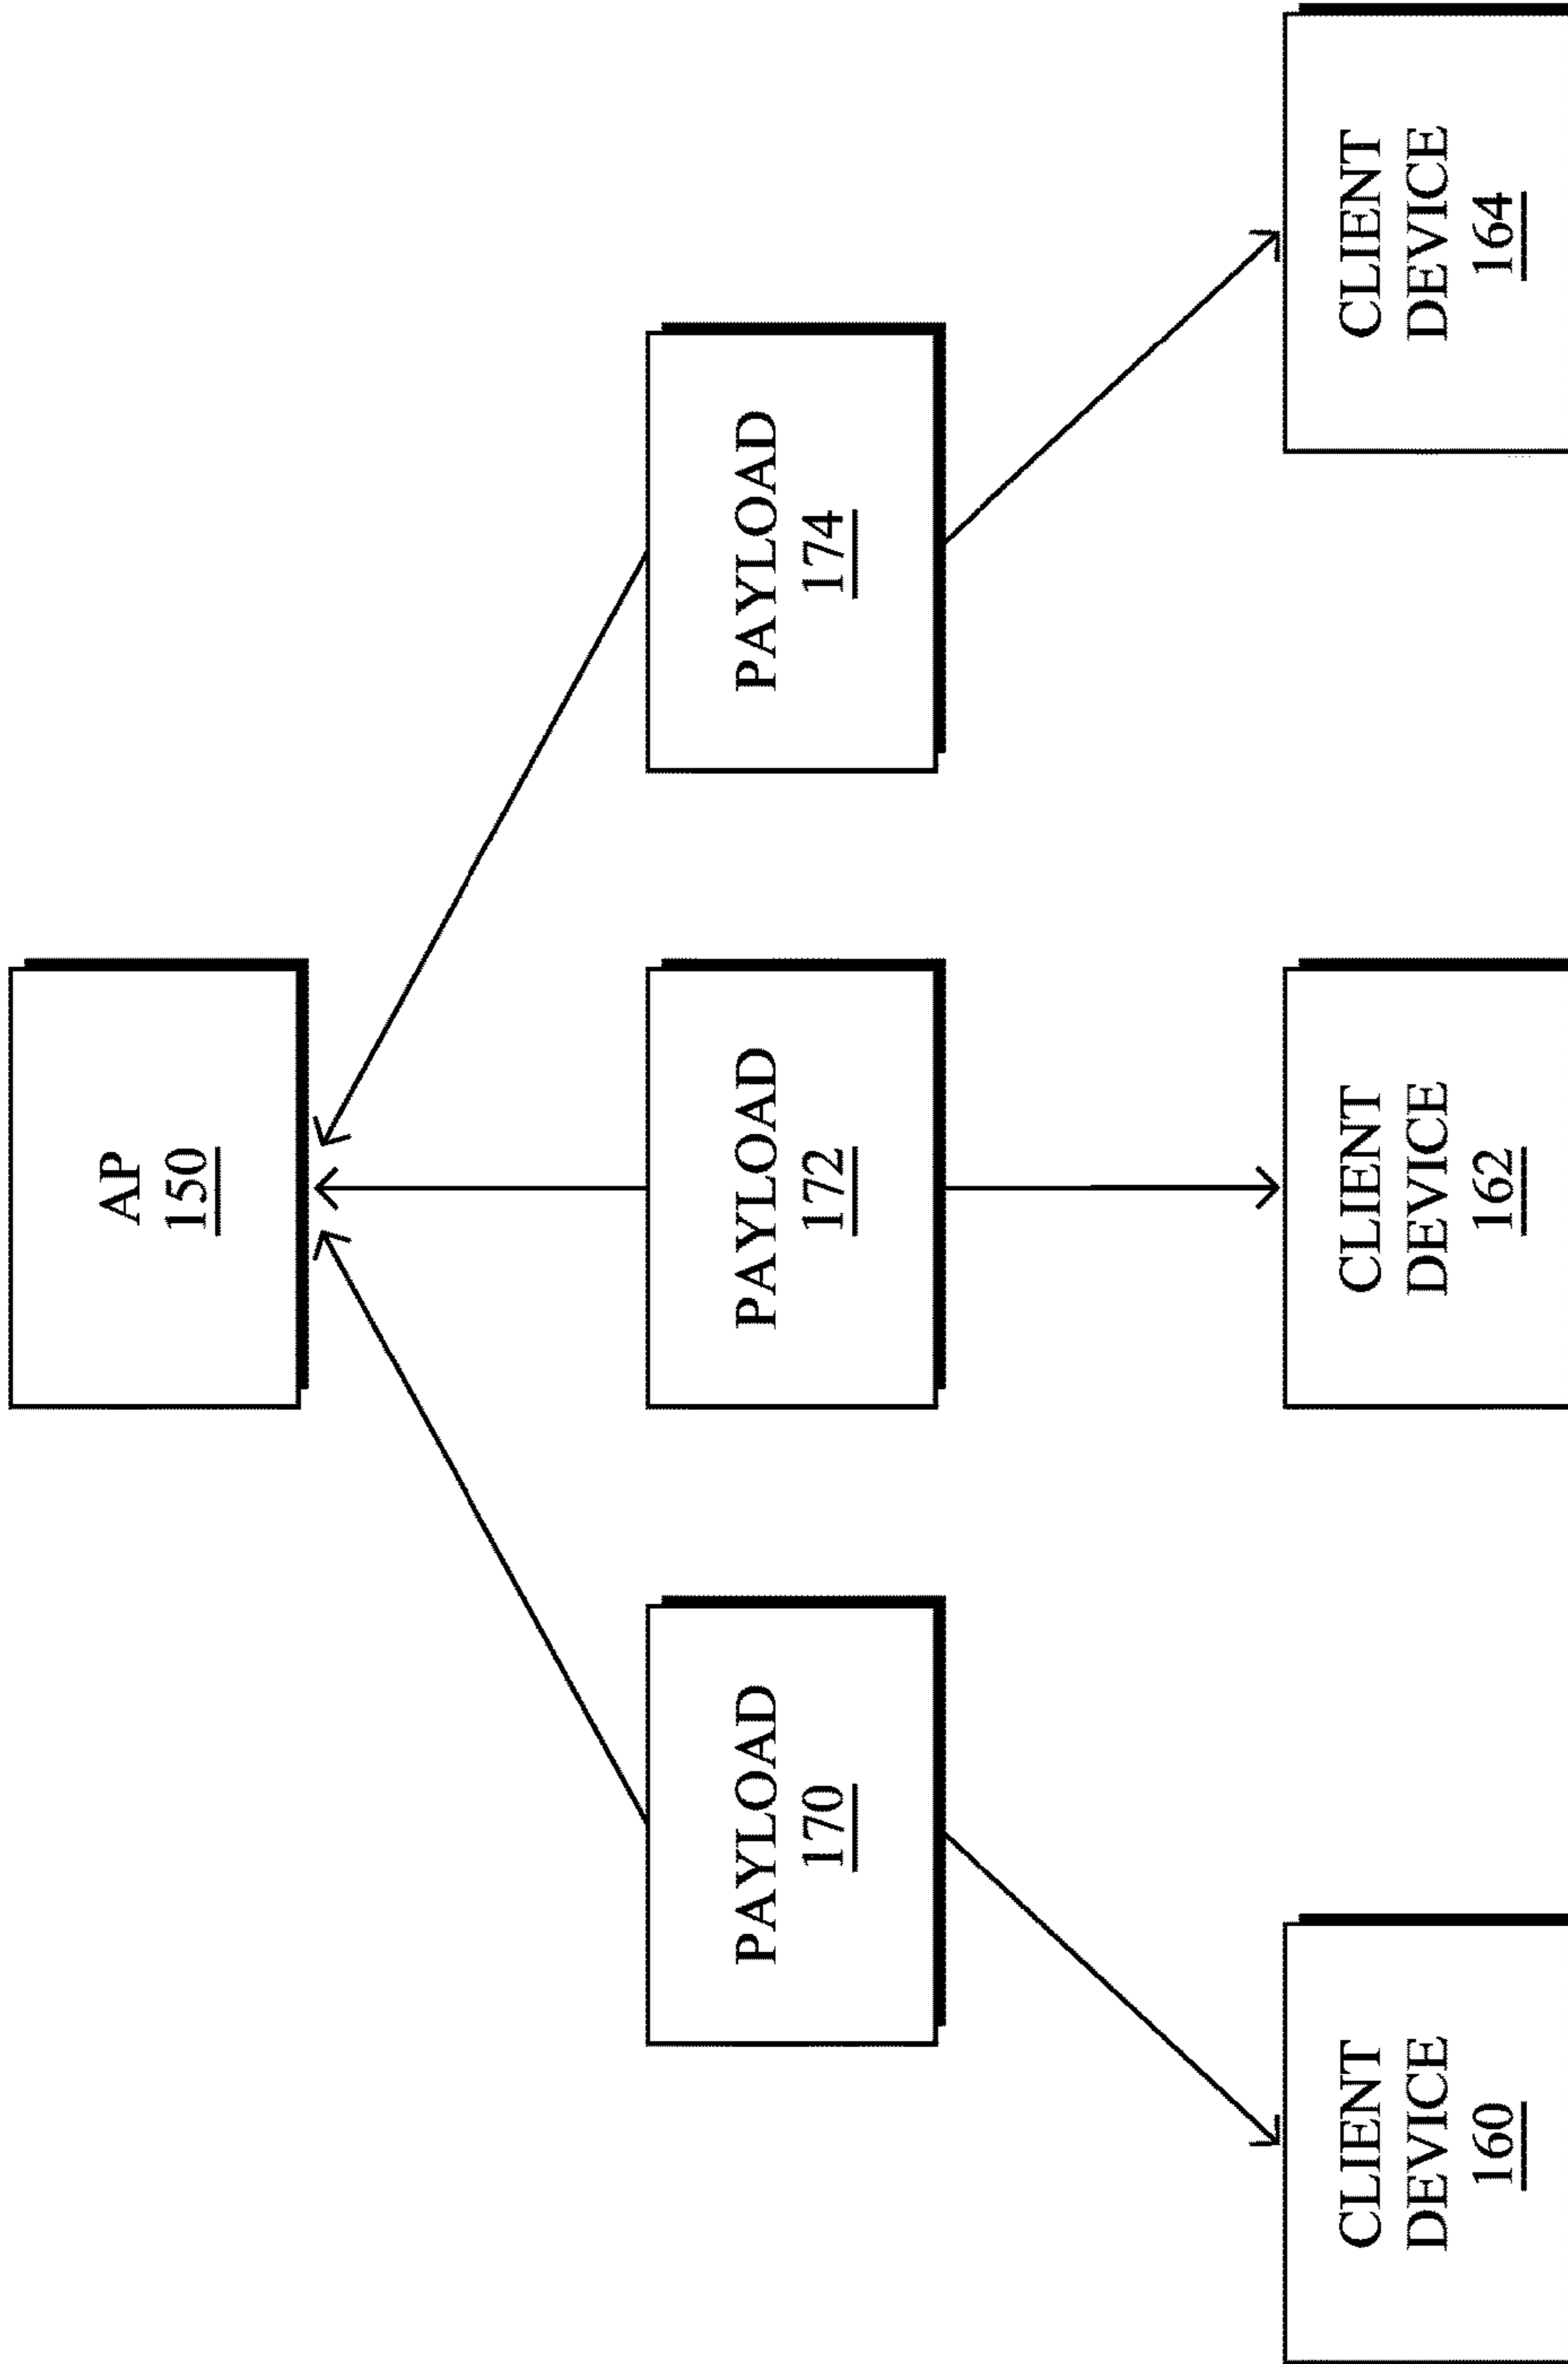 AP
150
PAYLOAD
170
PAYLOAD
172
PAYLOAD
174
CLIENT
DEVICE
160
CLIENT
DEVICE
162
CLIENT
DEVICE
164